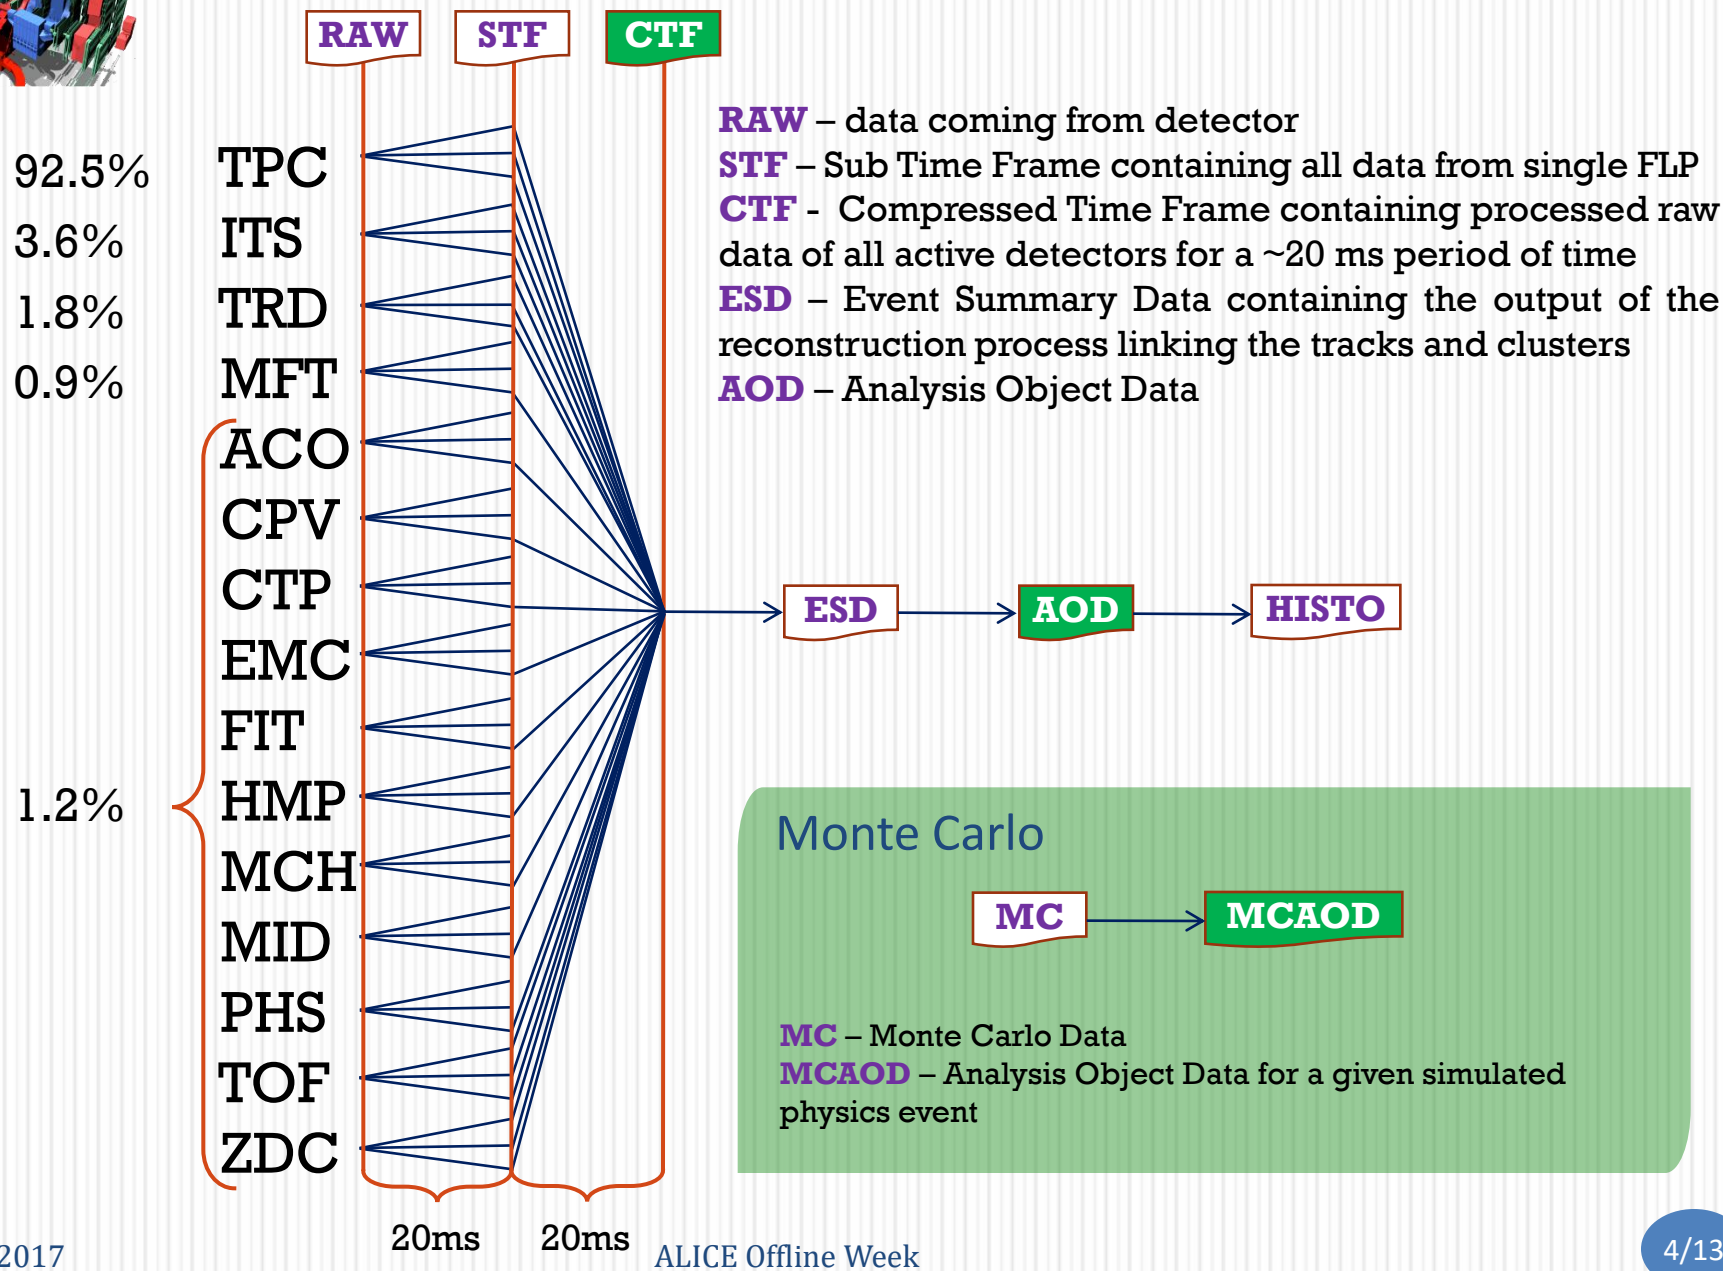 RAW STF CTF
RAW – data coming from detector
STF – Sub Time Frame containing all data from single FLP
CTF - Compressed Time Frame containing processed raw
data of all active detectors for a ~20 ms period of time
ESD – Event Summary Data containing the output of the
reconstruction process linking the tracks and clusters
AOD – Analysis Object Data
92.5% TPC
3.6% ITS
1.8% TRD
0.9% MFT
ACO
CPV
CTP
EMC
FIT
1.2% HMP
MCH
MID
PHS
TOF
ZDC
ESD AOD HISTO
Monte Carlo
MC MCAOD
MC – Monte Carlo Data
MCAOD – Analysis Object Data for a given simulated
physics event
20ms 20ms
2017 ALICE Offline Week 4/13